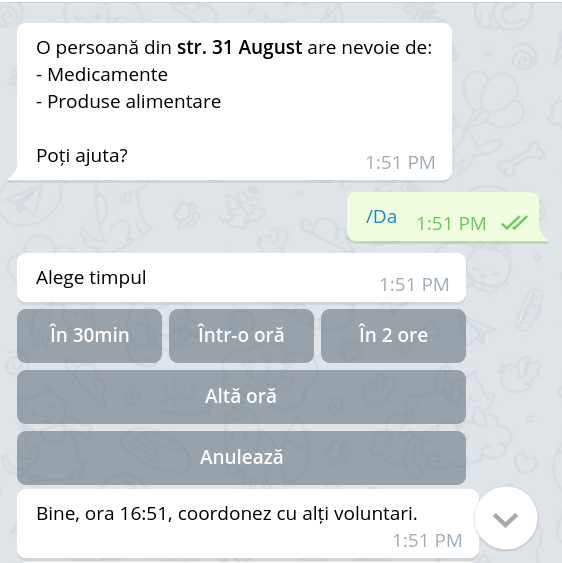 O persoană din str. 31 August are nevoie de:
- Medicamente
- Produse alimentare
Poți ajuta?
1:51 PM
/Da
1:51 PM
Alege timpul
1:51 PM
În 30min
Într-o oră
În 2 ore
Altă oră
Anulează
Bine, ora 16:51, coordonez cu alți voluntari.
1:51 PM